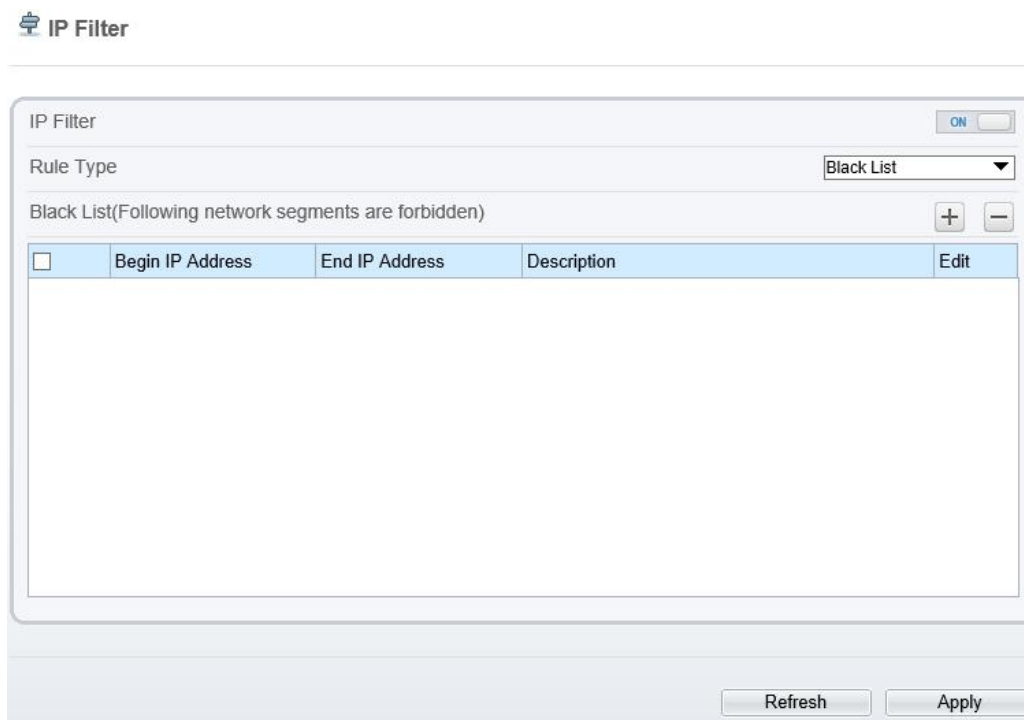 IP Filter
IP Filter
ON
Rule Type
Black List
Black List(Following network segments are forbidden)
+ −
Begin IP Address End IP Address Description Edit
Refresh Apply